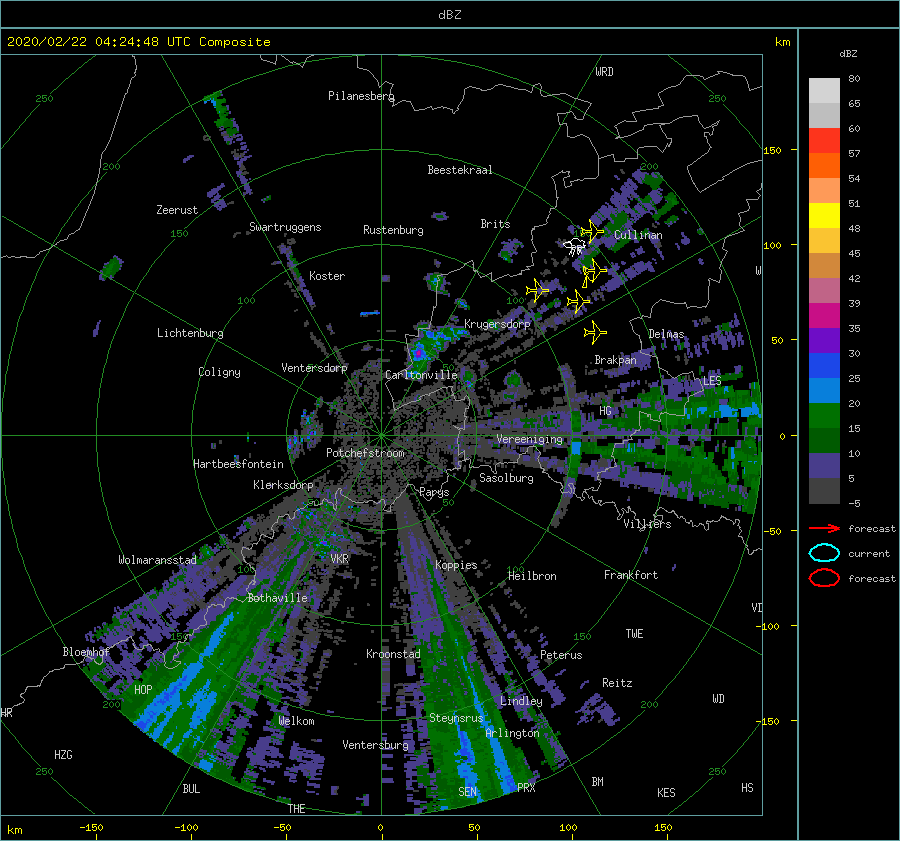 dBZ
2020/02/22 04:24:48 UTC Composite
km
dBZ
80
65
60
57
54
51
48
45
42
39
35
30
25
20
15
10
5
-5
forecast
current
forecast
250
250
WRD
Pilanesberg
150
200
200
Beestekraal
Zeerust
150
Swartruggens
Rustenburg
Brits
Cullinan
100
Koster
W
100
100
Lichtenburg
Krugersdorp
Delmas
50
Brakpan
Coligny
Ventersdorp
Carltonville
LES
HG
Vereeniging
0
Potchefstroom
Hartbeesfontein
Sasolburg
Klerksdorp
Parys
50
50
Villiers
-50
Wolmaransstad
VKR
Koppies
100
100
Heilbron
Frankfort
Bothaville
VD
-100
150
150
TWE
Bloemhof
Kroonstad
Peterus
Reitz
HOP
Lindley
WD
200
200
HR
Welkom
Steynsrus
-150
Arlington
Ventersburg
HZG
250
250
BUL
SEN
PRX
BM
KES
HS
THE
km
-150
-100
-50
0
50
100
150